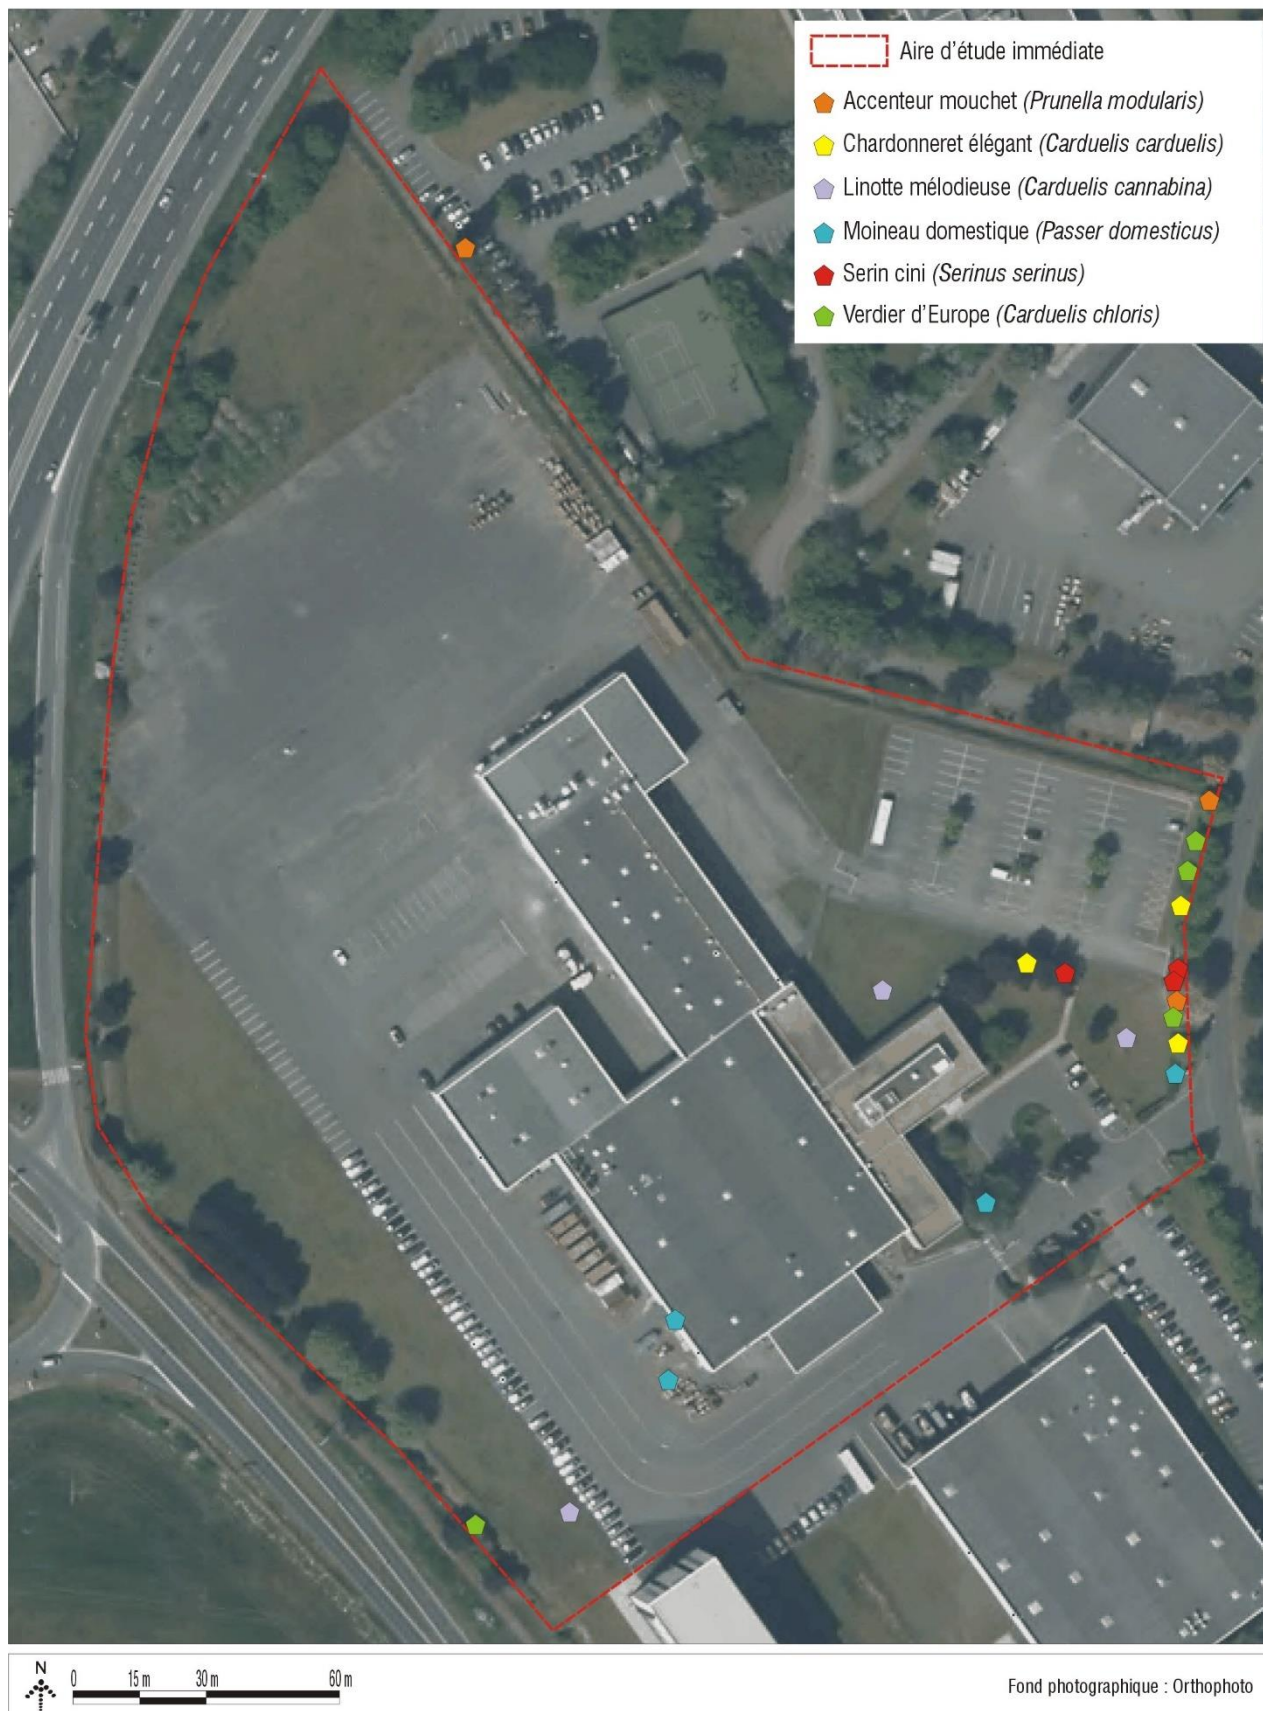 Aire d'étude immédiate
Accenteur mouchet (Prunella modularis)
Chardonneret élégant (Carduelis carduelis)
Linotte mélodieuse (Carduelis cannabina)
Moineau domestique (Passer domesticus)
Serin cini (Serinus serinus)
Verdier d'Europe (Carduelis chloris)
N
0 15 m 30 m 60 m
Fond photographique : Orthophoto